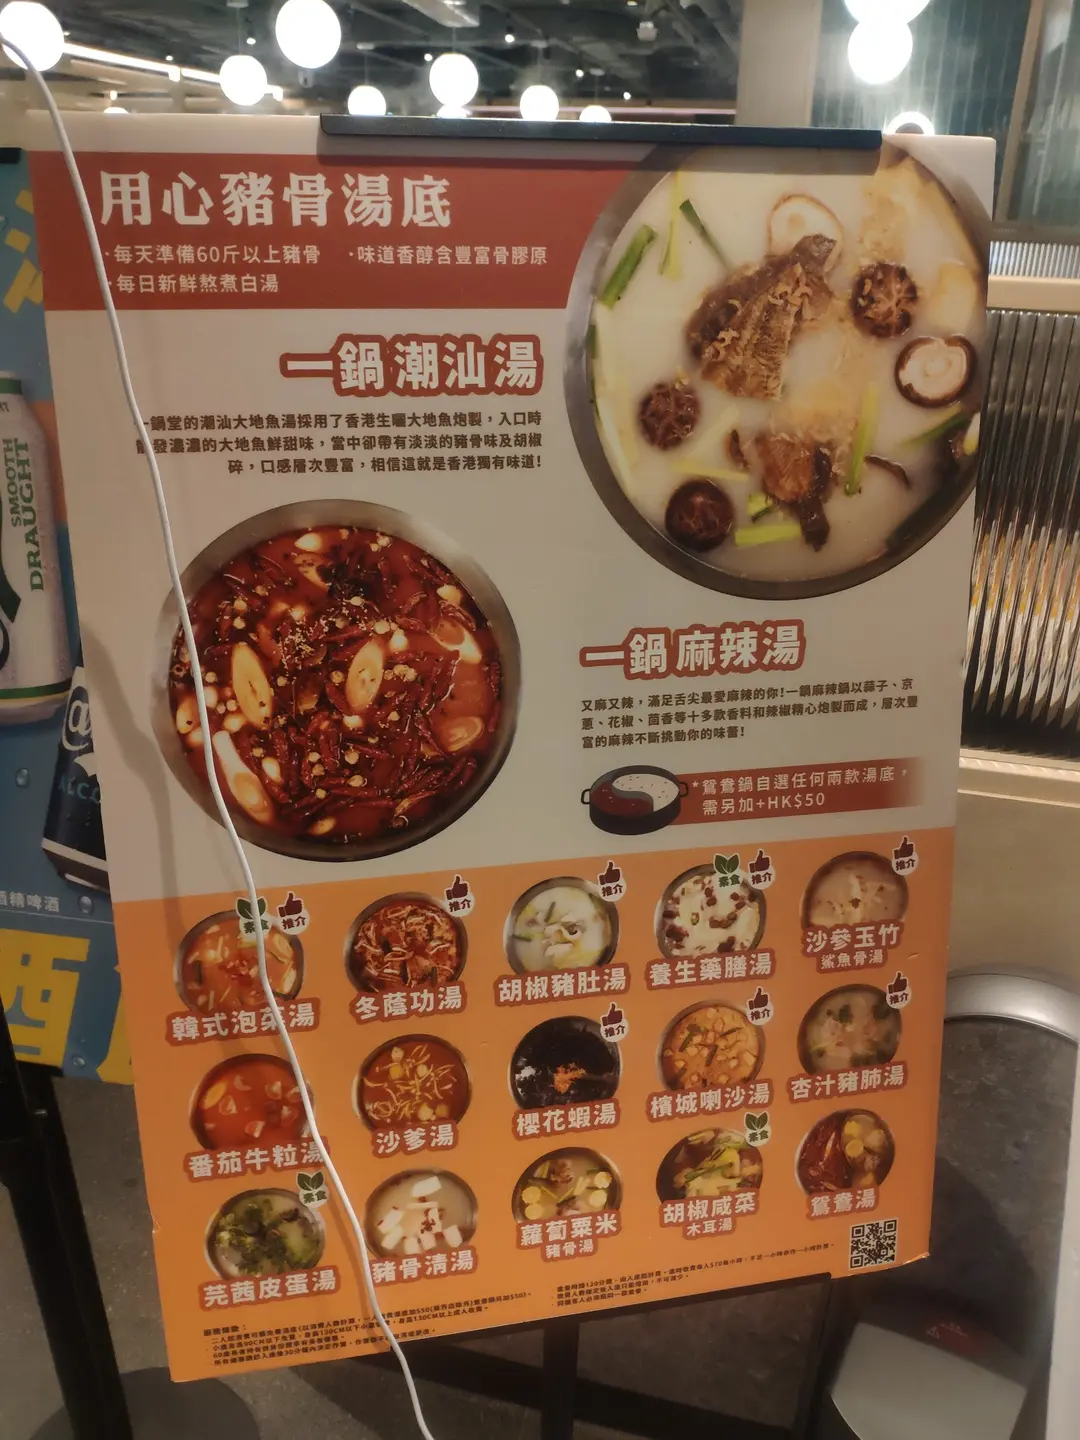 用心豬骨湯底
·每天準備60斤以上豬骨 ·味道香醇含豐富骨膠原
·每日新鮮熬煮白湯
一鍋潮汕湯
一鍋堂的潮汕大地魚湯採用了香港生曬大地魚炮製，入口時
散發濃濃的大地魚鮮甜味，當中卻帶有淡淡的豬骨味及胡椒
碎，口感層次豐富，相信這就是香港獨有味道!
SMOOTH
DRAUGHT
一鍋麻辣湯
又麻又辣，滿足舌尖最愛麻辣的你!一鍋麻辣鍋以蒜子、京
蔥、花椒、茴香等十多款香料和辣椒精心炮製而成，層次豐
富的麻辣不斷挑動你的味蕾!
*鴛鴦鍋自選任何兩款湯底，
需另加+HK$50
素食 推介
韓式泡菜湯
推介
冬蔭功湯
推介
胡椒豬肚湯
素食 推介
養生藥膳湯
推介
沙參玉竹
鯊魚骨湯
番茄牛粒湯
沙爹湯
推介
櫻花蝦湯
推介
檳城喇沙湯
推介
杏汁豬肺湯
素食
芫茜皮蛋湯
豬骨清湯
蘿蔔粟米
豬骨湯
素食
胡椒咸菜
木耳湯
鴛鴦湯
酒精啤酒